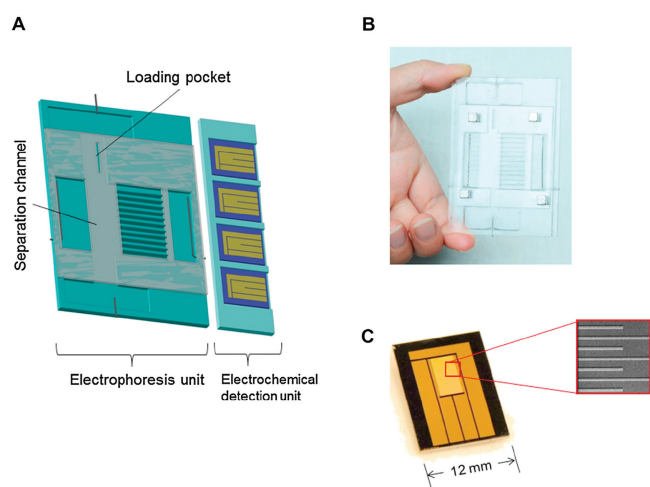 A
Loading pocket
Separation channel
Electrophoresis unit
Electrochemical
detection unit
B
C
12 mm